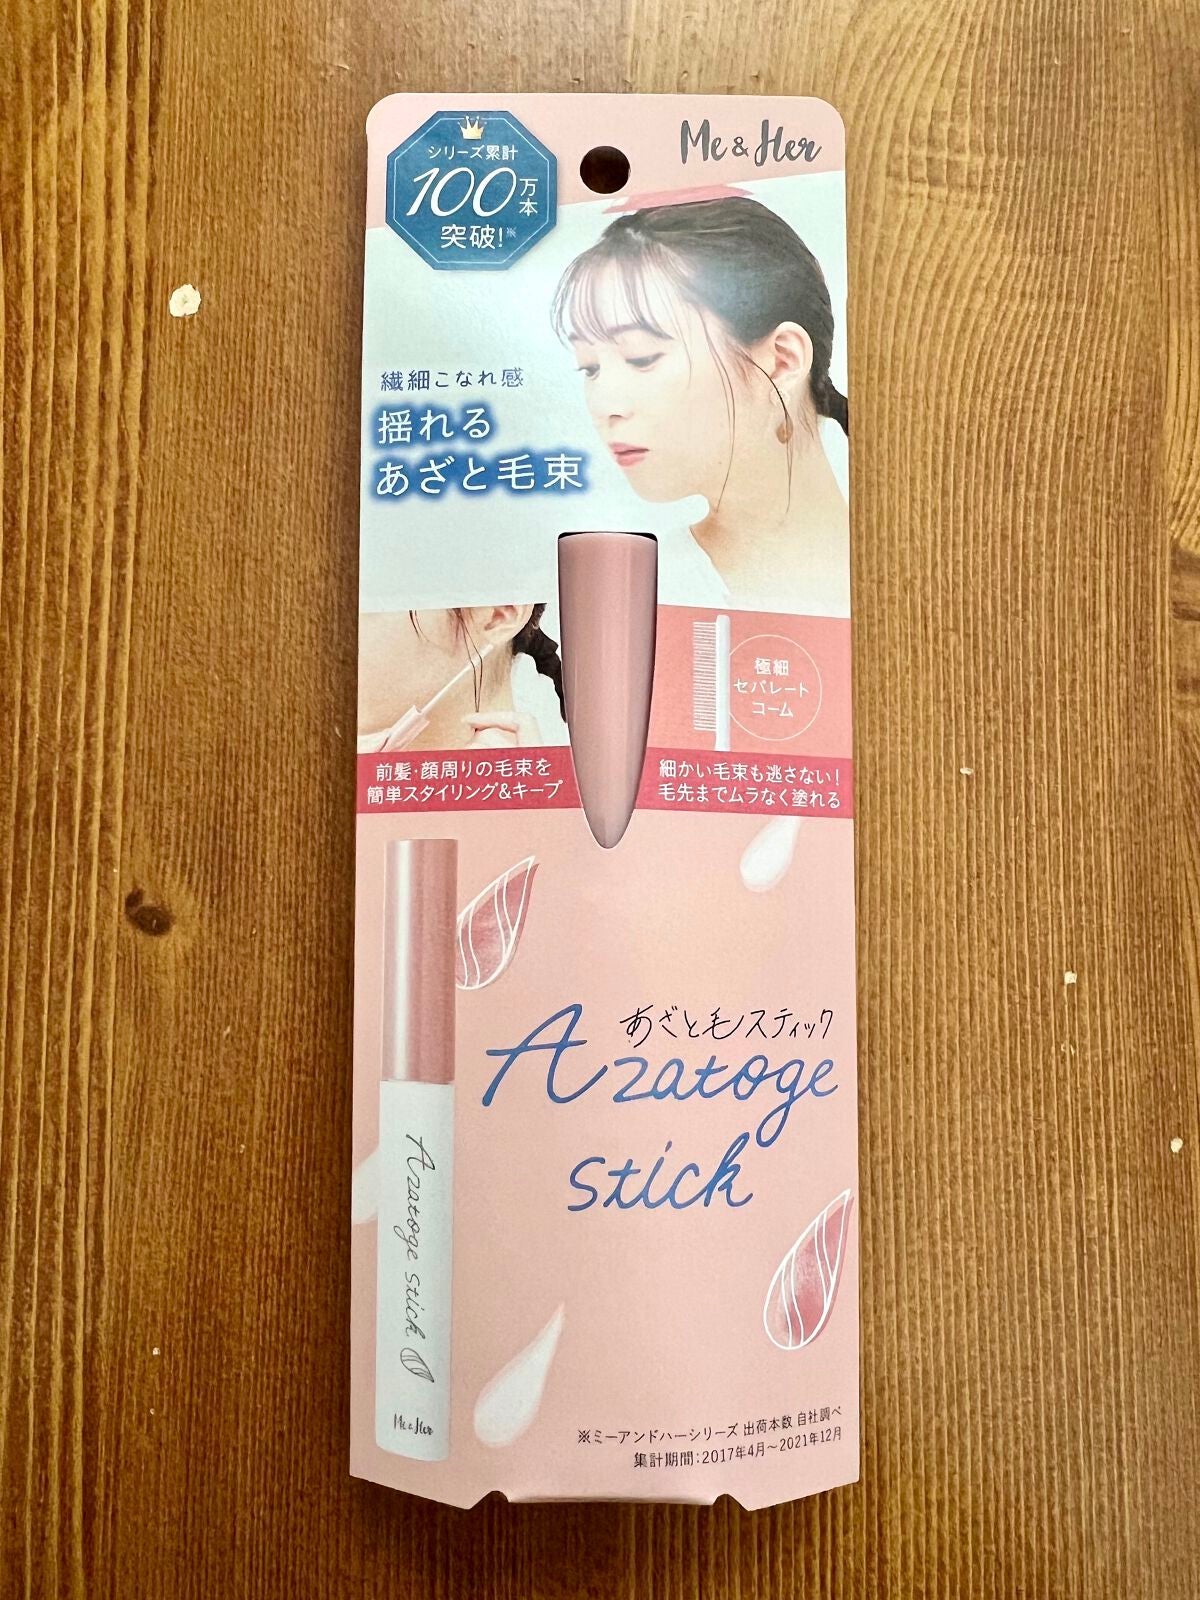 シリーズ累計
100万本
突破!※
Me & Her
繊細こなれ感
揺れる
あざと毛束
極細
セパレート
コーム
前髪・顔周りの毛束を
簡単スタイリング&キープ
細かい毛束も逃さない!
毛先までムラなく塗れる
あざと毛スティック
Azatoge
stick
Azatoge stick
Me & Her
※ミーアンドハーシリーズ 出荷本数 自社調べ
集計期間:2017年4月~2021年12月